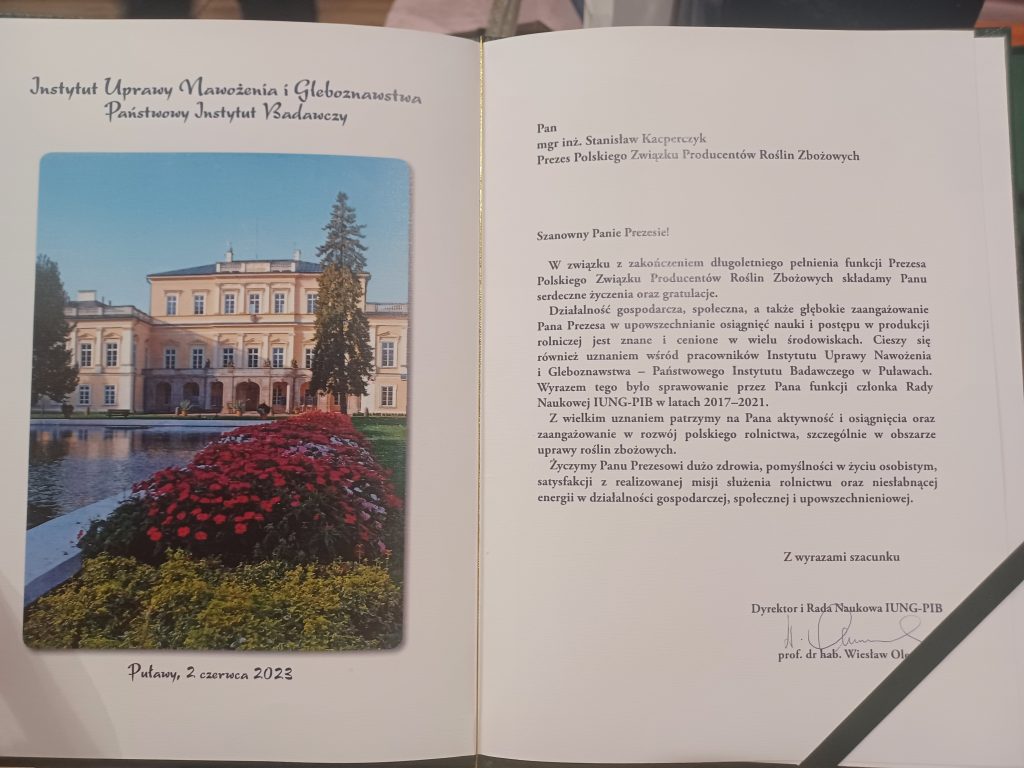 Instytut Uprawy Nawożenia i Gleboznawstwa
Państwowy Instytut Badawczy
Puławy, 2 czerwca 2023
Pan
mgr inż. Stanisław Kacperczyk
Prezes Polskiego Związku Producentów Roślin Zbożowych
Szanowny Panie Prezesie!
W związku z zakończeniem długoletniego pełnienia funkcji Prezesa
Polskiego Związku Producentów Roślin Zbożowych składamy Panu
serdeczne życzenia oraz gratulacje.
Działalność gospodarcza, społeczna, a także głębokie zaangażowanie
Pana Prezesa w upowszechnianie osiągnięć nauki i postępu w produkcji
rolniczej jest znane i cenione w wielu środowiskach. Cieszy się
również uznaniem wśród pracowników Instytutu Uprawy Nawożenia
i Gleboznawstwa – Państwowego Instytutu Badawczego w Puławach.
Wyrazem tego było sprawowanie przez Pana funkcji członka Rady
Naukowej IUNG-PIB w latach 2017–2021.
Z wielkim uznaniem patrzymy na Pana aktywność i osiągnięcia oraz
zaangażowanie w rozwój polskiego rolnictwa, szczególnie w obszarze
uprawy roślin zbożowych.
Życzymy Panu Prezesowi dużo zdrowia, pomyślności w życiu osobistym,
satysfakcji z realizowanej misji służenia rolnictwu oraz niesłabnącej
energii w działalności gospodarczej, społecznej i upowszechnieniowej.
Z wyrazami szacunku
Dyrektor i Rada Naukowa IUNG-PIB
prof. dr hab. Wiesław